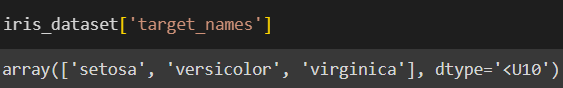 iris_dataset['target_names']
array(['setosa', 'versicolor', 'virginica'], dtype='<U10')